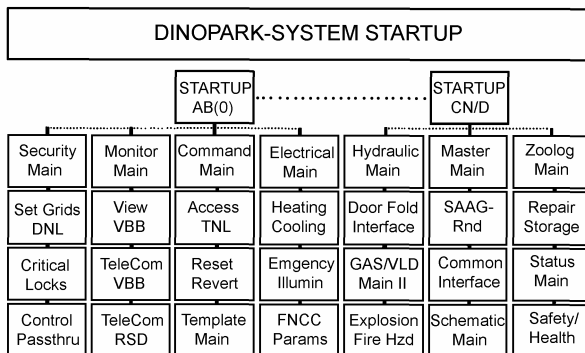 DINOPARK-SYSTEM STARTUP
STARTUP
AB(0)
STARTUP
CN/D
Security
Main
Monitor
Main
Command
Main
Electrical
Main
Hydraulic
Main
Master
Main
Zoolog
Main
Set Grids
DNL
View
VBB
Access
TNL
Heating
Cooling
Door Fold
Interface
SAAG-
Rnd
Repair
Storage
Critical
Locks
TeleCom
VBB
Reset
Revert
Emgency
Illumin
GAS/VLD
Main II
Common
Interface
Status
Main
Control
Passthru
TeleCom
RSD
Template
Main
FNCC
Params
Explosion
Fire Hzd
Schematic
Main
Safety/
Health